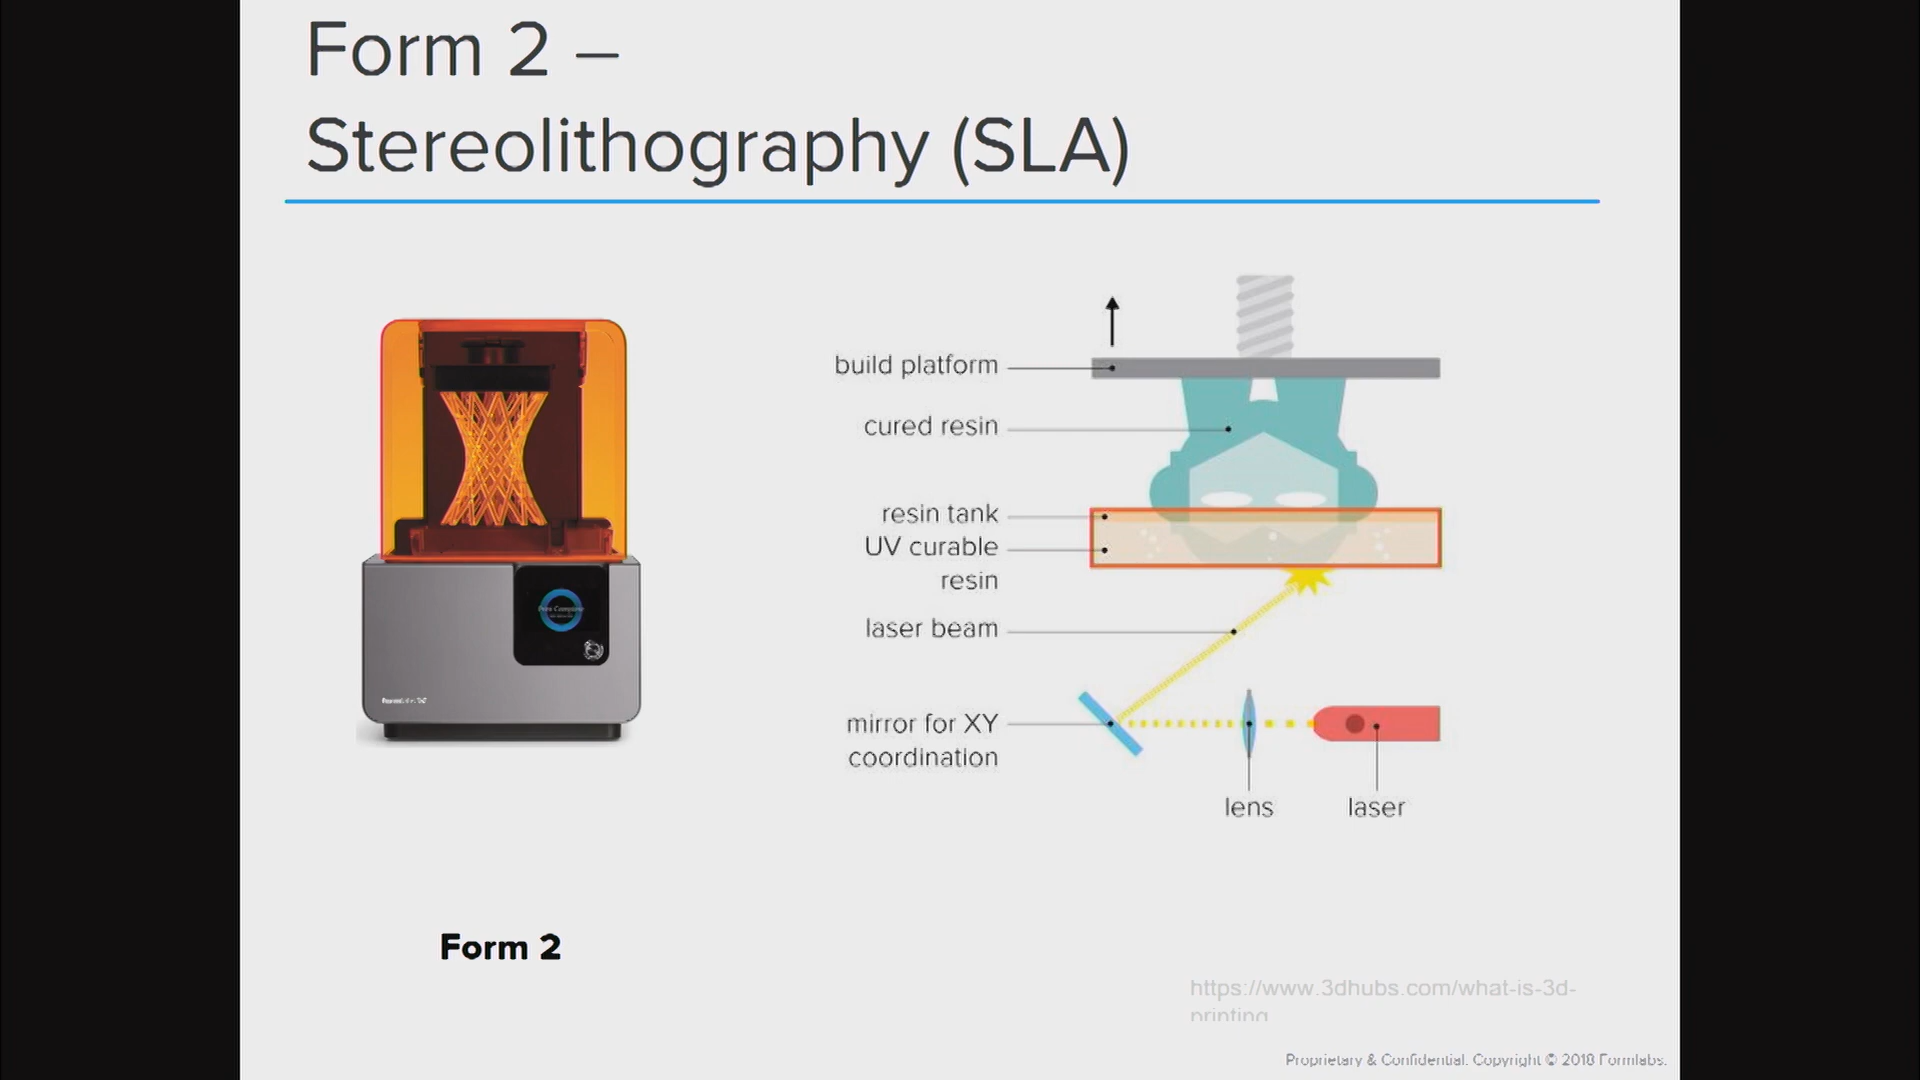 Form 2 –
Stereolithography (SLA)
build platform
cured resin
resin tank
UV curable
resin
laser beam
mirror for XY
coordination
lens
laser
Form 2
https://www.3dhubs.com/what-is-3d-
printing
Proprietary & Confidential. Copyright © 2018 Formlabs.